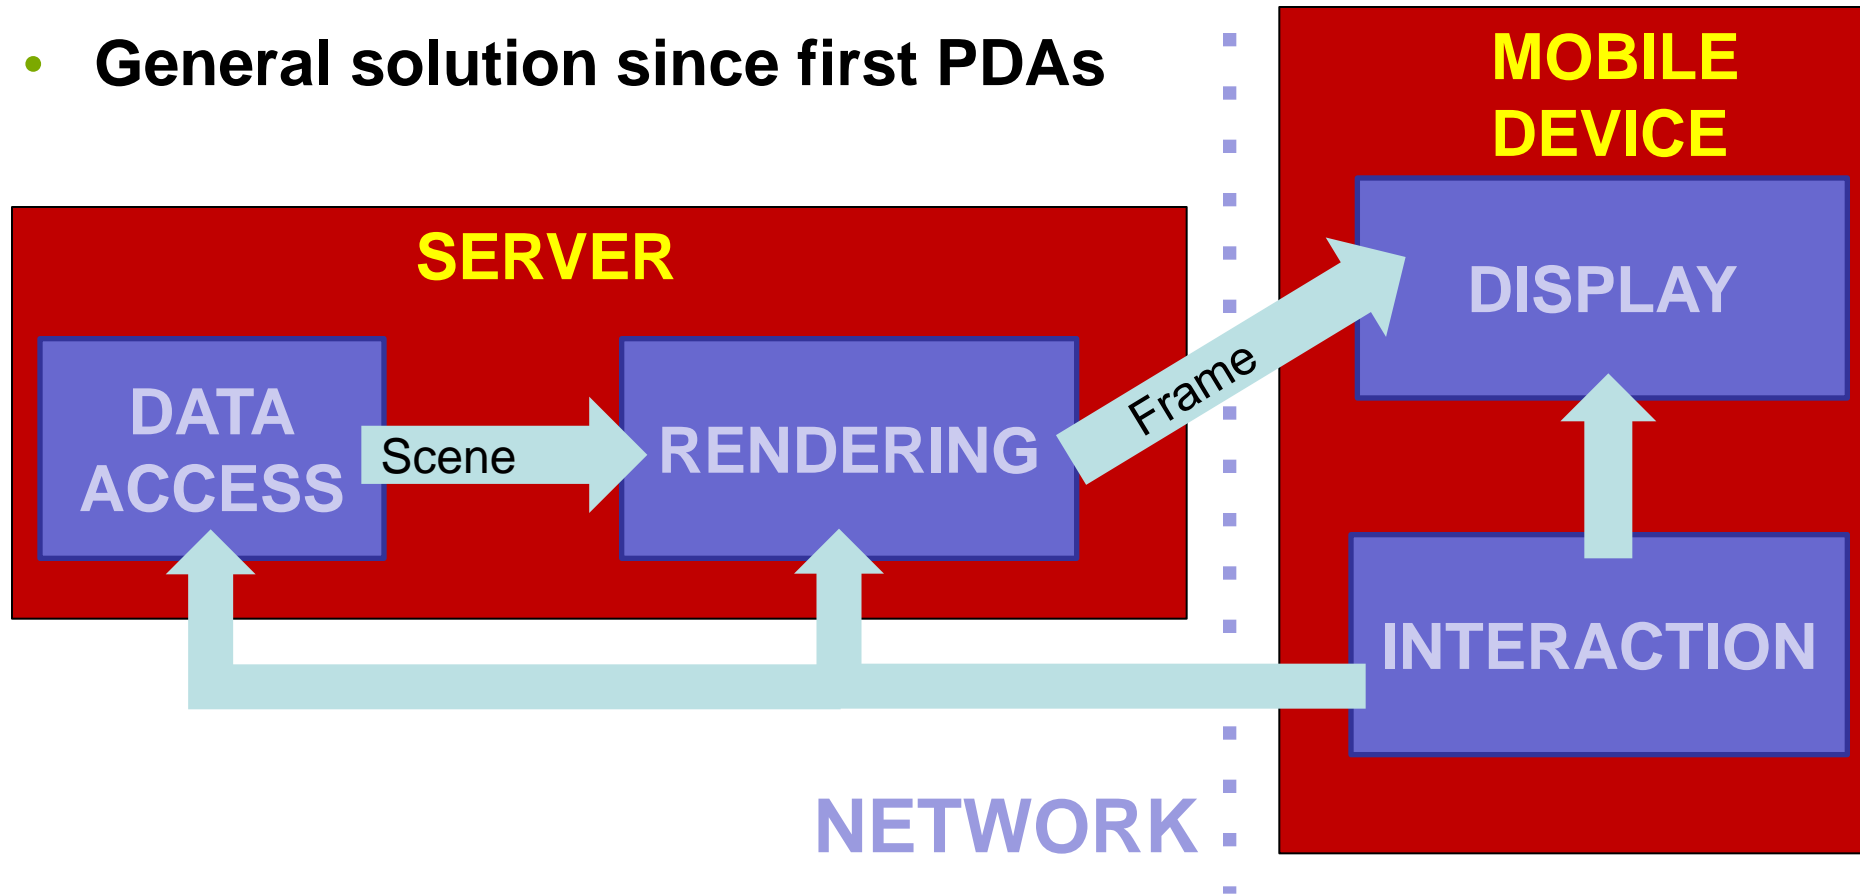 • General solution since first PDAs
MOBILE
DEVICE
SERVER
DISPLAY
DATA
ACCESS
Scene
RENDERING
Frame
INTERACTION
NETWORK